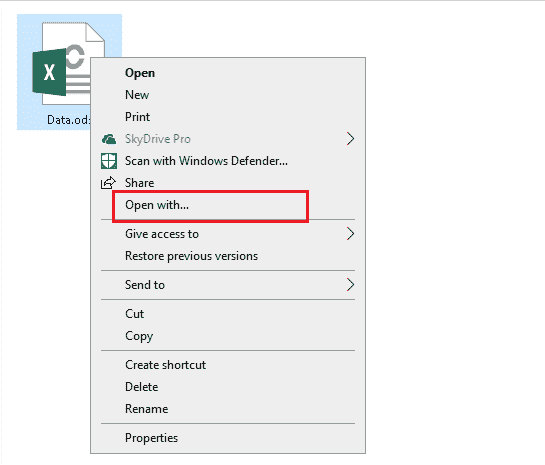 X
Data.ods
Open
New
Print
SkyDrive Pro
Scan with Windows Defender...
Share
Open with...
Give access to
Restore previous versions
Send to
Cut
Copy
Create shortcut
Delete
Rename
Properties